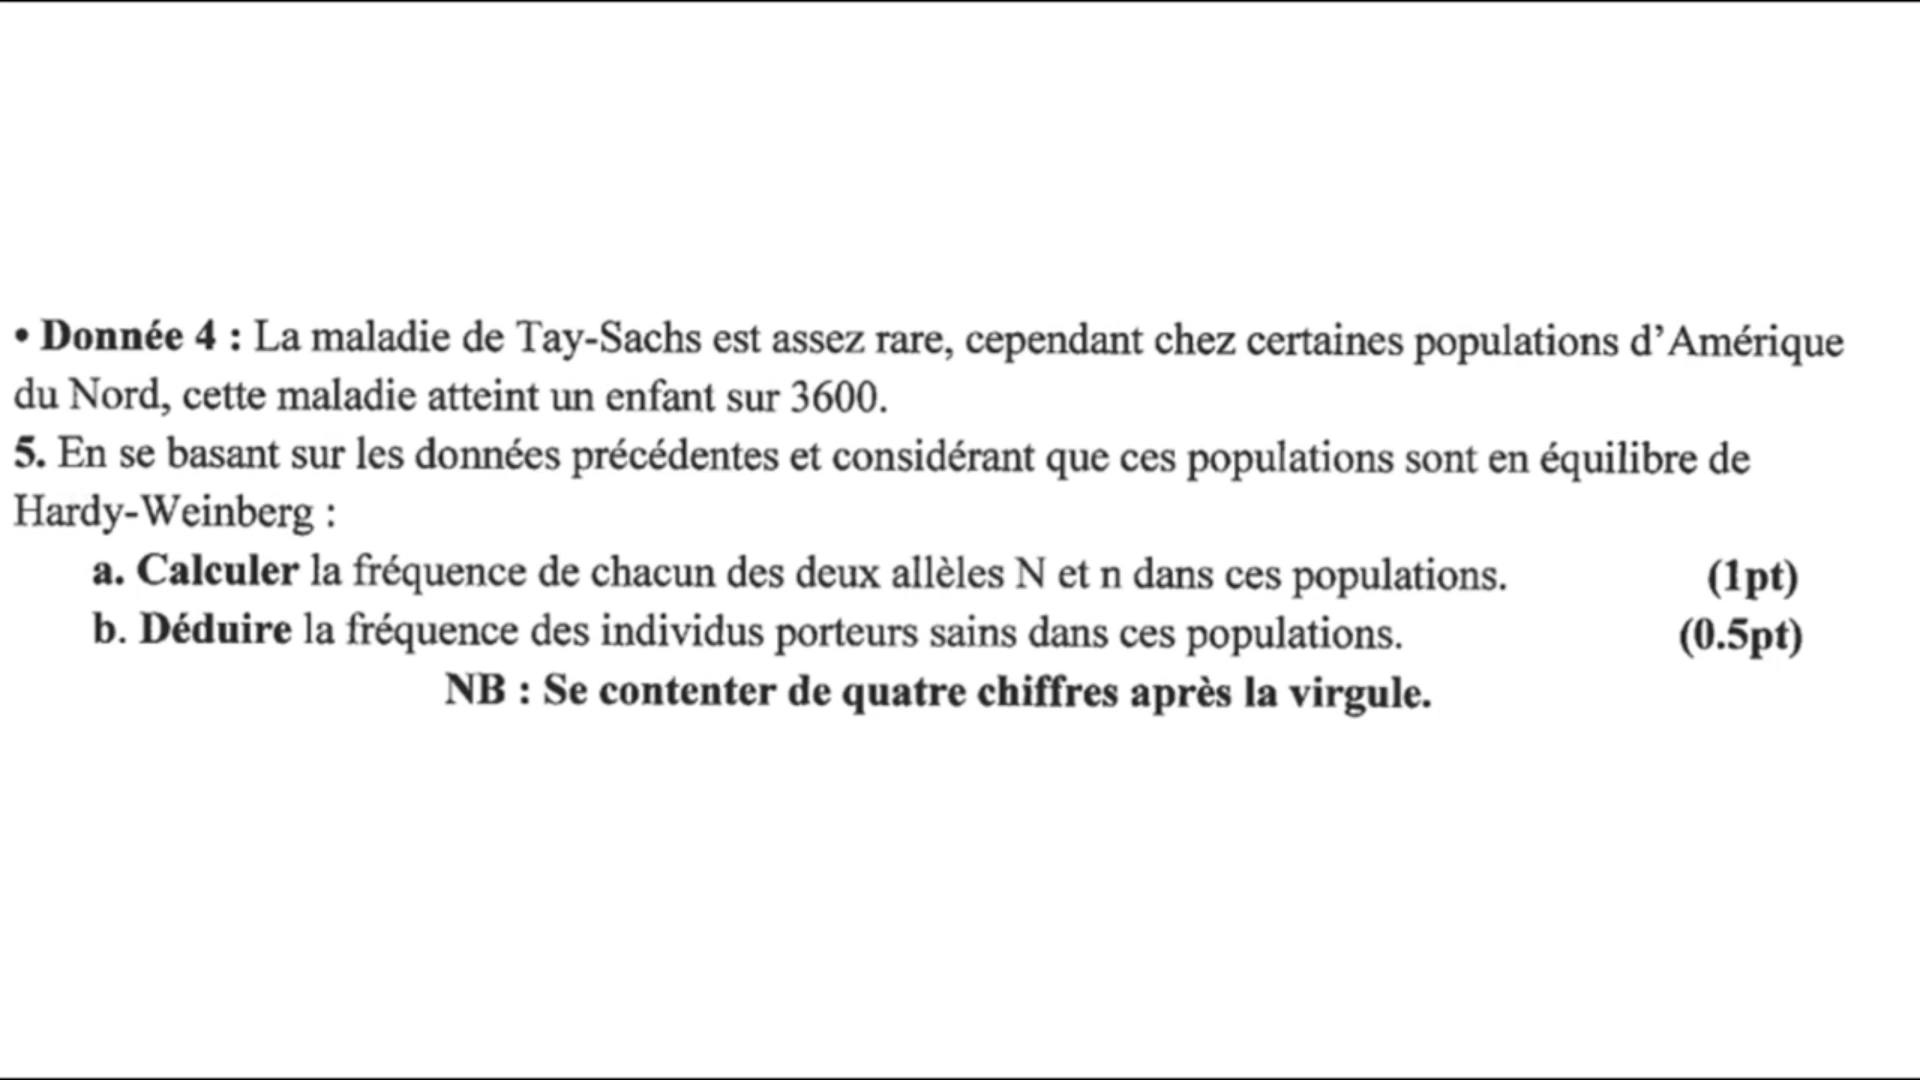 • Donnée 4 : La maladie de Tay-Sachs est assez rare, cependant chez certaines populations d’Amérique
du Nord, cette maladie atteint un enfant sur 3600.
5. En se basant sur les données précédentes et considérant que ces populations sont en équilibre de
Hardy-Weinberg :
a. Calculer la fréquence de chacun des deux allèles N et n dans ces populations. (1pt)
b. Déduire la fréquence des individus porteurs sains dans ces populations. (0.5pt)
NB : Se contenter de quatre chiffres après la virgule.